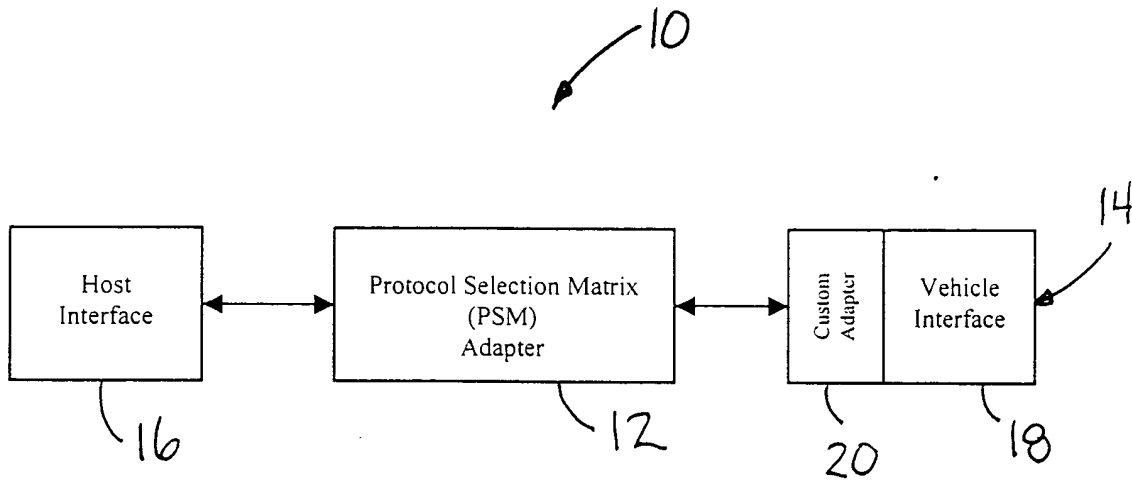 10
14
Host
Interface
Protocol Selection Matrix
(PSM)
Adapter
Custom
Adapter
Vehicle
Interface
16
12
20
18